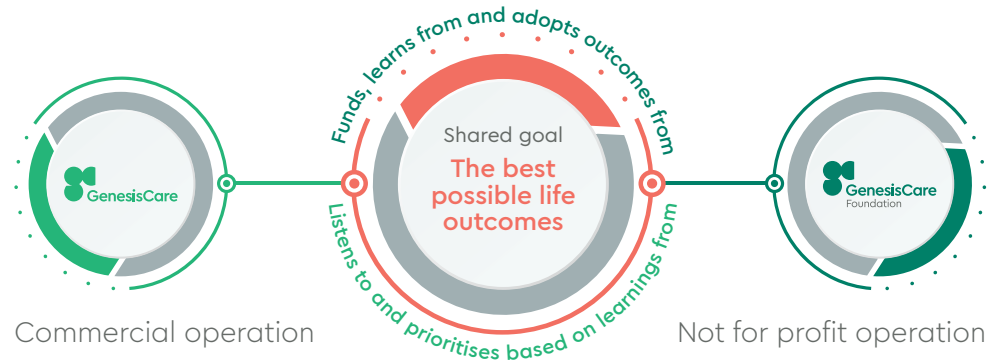 Funds, learns from and adopts outcomes from
Shared goal
The best
possible life
outcomes
Listens to and prioritises based on learnings from
GenesisCare
Commercial operation
GenesisCare
Foundation
Not for profit operation